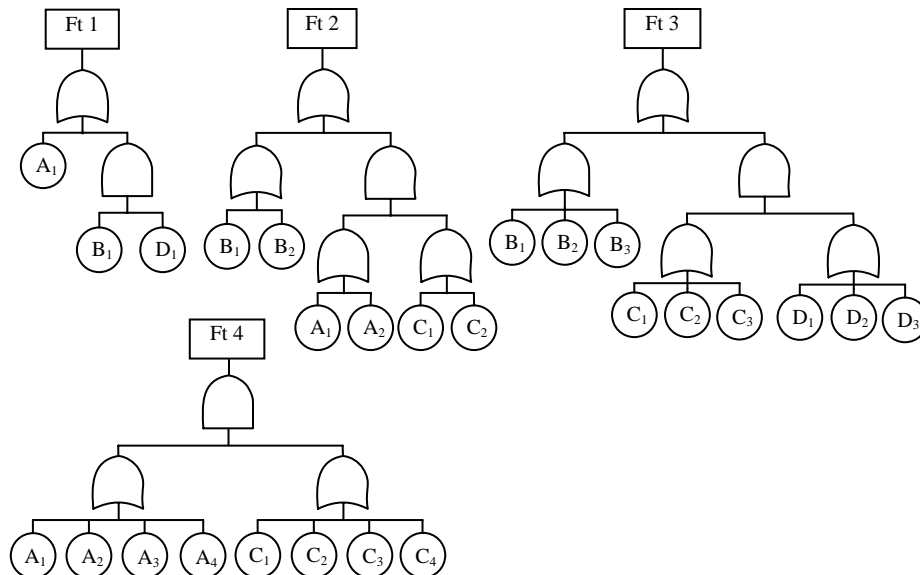 Ft 1
Ft 2
Ft 3
A₁
B₁ D₁
B₁ B₂
B₁ B₂ B₃
A₁ A₂ C₁ C₂
C₁ C₂ C₃
D₁ D₂ D₃
Ft 4
A₁ A₂ A₃ A₄ C₁ C₂ C₃ C₄